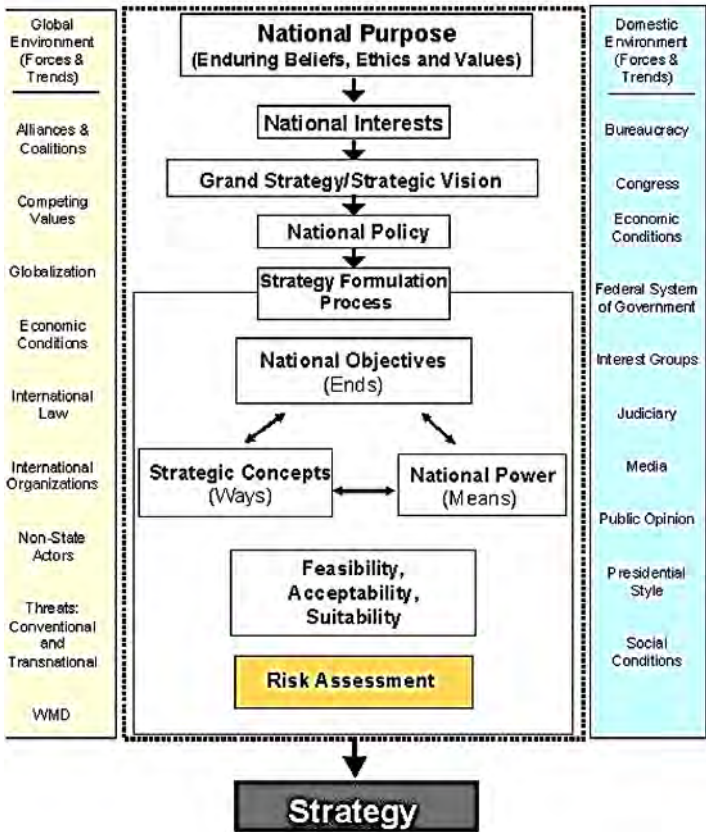 Global
Environment
(Forces &
Trends)
Alliances &
Coalitions
Competing
Values
Globalization
Economic
Conditions
International
Law
International
Organizations
Non-State
Actors
Threats:
Conventional
and
Transnational
WMD
National Purpose
(Enduring Beliefs, Ethics and Values)
National Interests
Grand Strategy/Strategic Vision
National Policy
Strategy Formulation
Process
National Objectives
(Ends)
Strategic Concepts
(Ways)
National Power
(Means)
Feasibility,
Acceptability,
Suitability
Risk Assessment
Strategy
Domestic
Environment
(Forces &
Trends)
Bureaucracy
Congress
Economic
Conditions
Federal System
of Government
Interest Groups
Judiciary
Media
Public Opinion
Presidential
Style
Social
Conditions